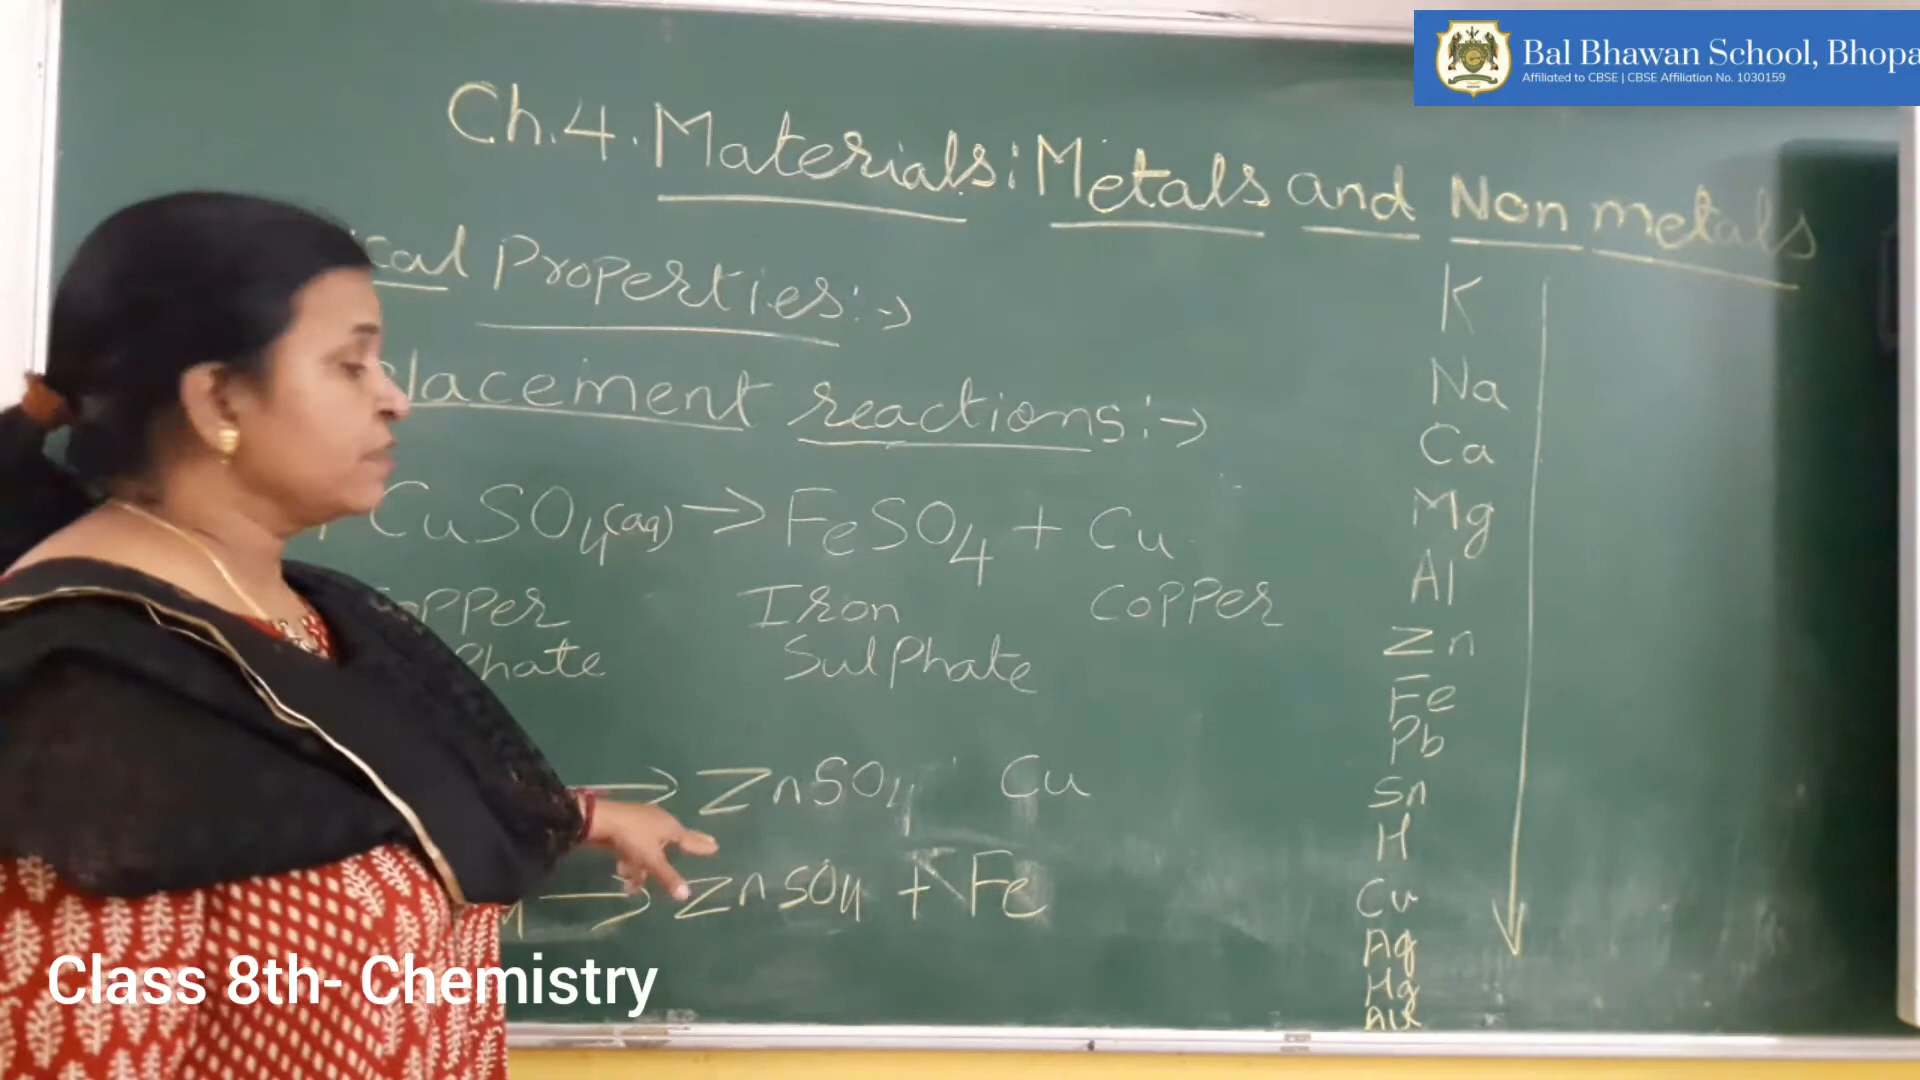 Bal Bhawan School, Bhopa
Affiliated to CBSE | CBSE Affiliation No. 1030159
Ch.4. Materials: Metals and Non metals
cal Properties:→
lacement reactions:→
CuSO4(aq) → FeSO4 + Cu
opper Iron Copper
phate Sulphate
→ ZnSO4 Cu
→ ZnSO4 + Fe
K
Na
Ca
Mg
Al
Zn
Fe
Pb
Sn
H
Cu
Ag
Hg
Au
Class 8th- Chemistry